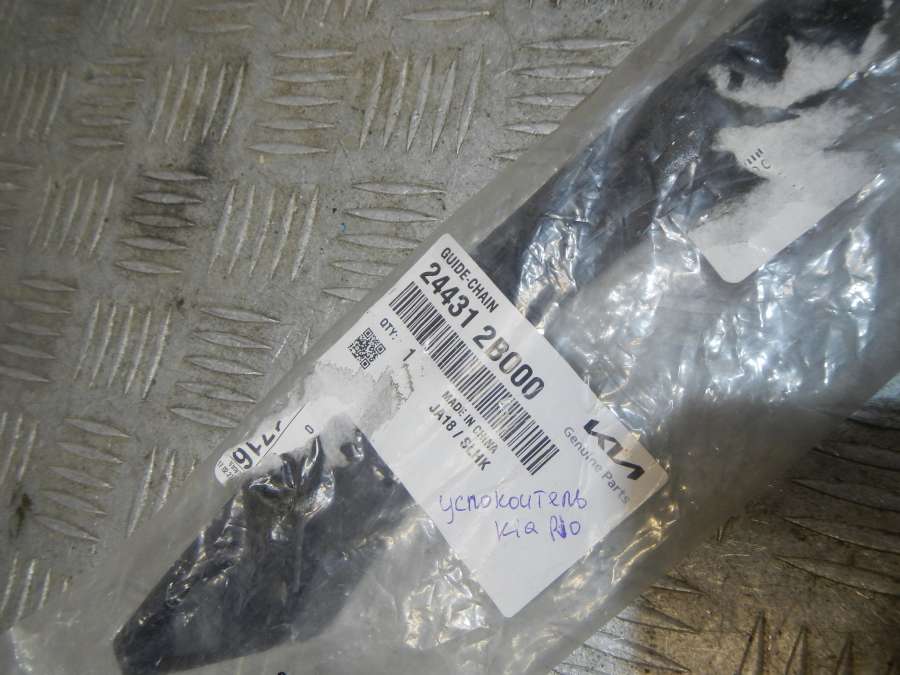 GUIDE-CHAIN
24431 2B000
QTY: 1
MADE IN CHINA
JA18 / SLHK
KIA
Genuine Parts
успокоитель
Kia Rio